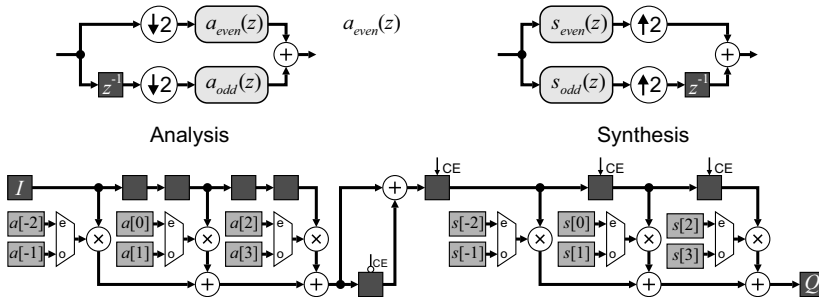 ↓2 a_even(z) a_even(z) s_even(z) ↑2
z⁻¹ ↓2 a_odd(z) s_odd(z) ↑2 z⁻¹
Analysis Synthesis
I CE CE CE
a[-2] e a[0] e a[2] e s[-2] e s[0] e s[2] e
a[-1] o a[1] o a[3] o CE s[-1] o s[1] o s[3] o
Q